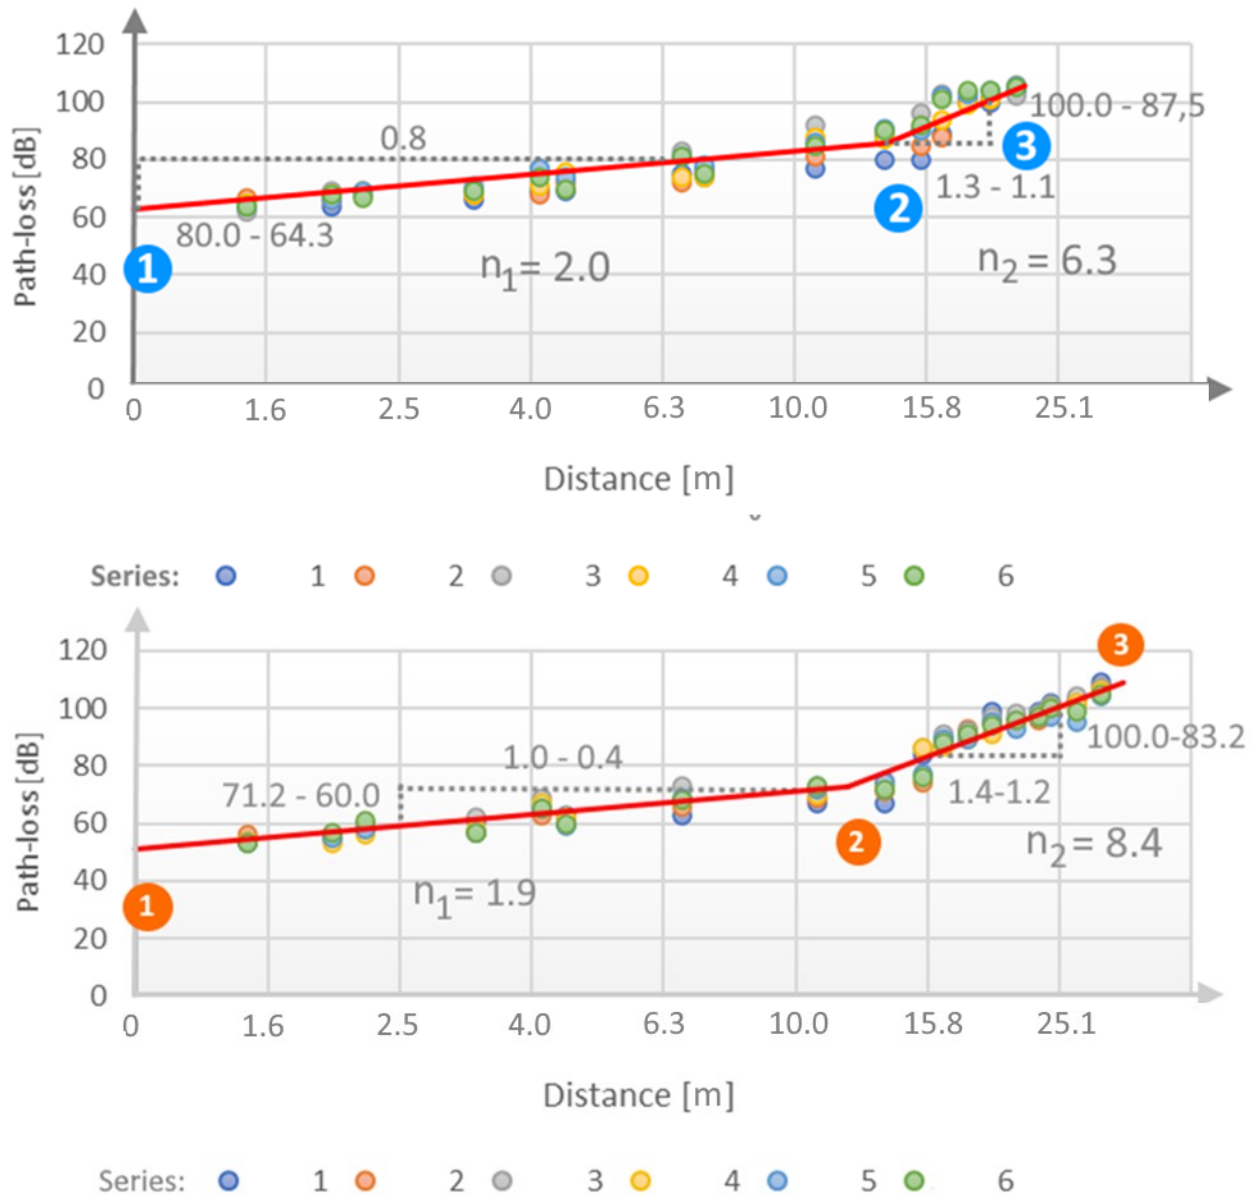 120
100
100.0 - 87,5
Path-loss [dB]
0.8
80
3
1.3 - 1.1
60
2
80.0 - 64.3
1
40
n1= 2.0
n2 = 6.3
20
0
0 1.6 2.5 4.0 6.3 10.0 15.8 25.1
Distance [m]
Series: 1 2 3 4 5 6
120
3
100
100.0-83.2
Path-loss [dB]
1.0 - 0.4
80
71.2 - 60.0
1.4-1.2
60
2
n2 = 8.4
40
n1= 1.9
1
20
0
0 1.6 2.5 4.0 6.3 10.0 15.8 25.1
Distance [m]
Series: 1 2 3 4 5 6